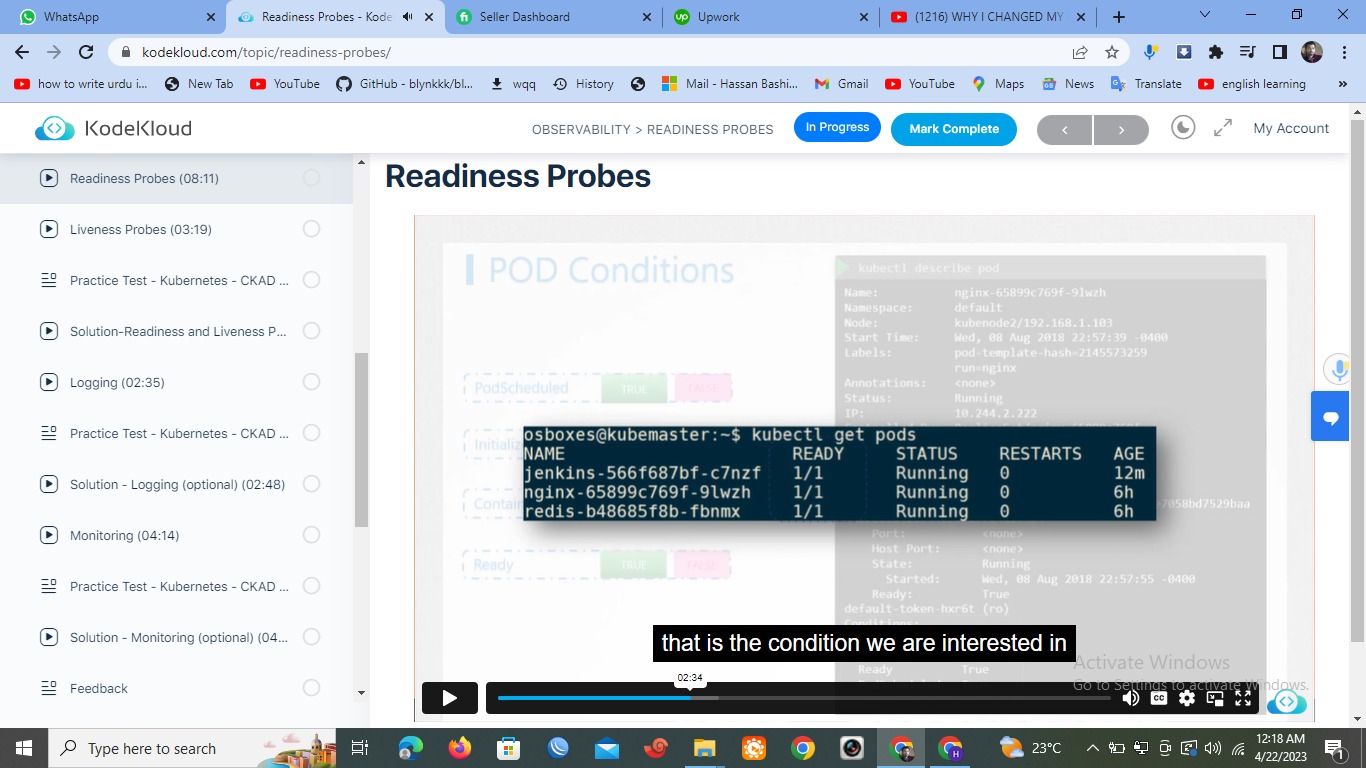 WhatsApp
Readiness Probes - Kode
Seller Dashboard
Upwork
(1216) WHY I CHANGED MY
kodekloud.com/topic/readiness-probes/
how to write urdu i...
New Tab
YouTube
GitHub - blynkkk/bl...
wqq
History
Mail - Hassan Bashi...
Gmail
YouTube
Maps
News
Translate
english learning
»
KodeKloud
OBSERVABILITY > READINESS PROBES
In Progress
Mark Complete
My Account
Readiness Probes (08:11)
Liveness Probes (03:19)
Practice Test - Kubernetes - CKAD ...
Solution-Readiness and Liveness P...
Logging (02:35)
Practice Test - Kubernetes - CKAD ...
Solution - Logging (optional) (02:48)
Monitoring (04:14)
Practice Test - Kubernetes - CKAD ...
Solution - Monitoring (optional) (04...
Feedback
Readiness Probes
POD Conditions
PodScheduled TRUE FALSE
Ready TRUE FALSE
kubectl describe pod
Name: nginx-65899c769f-9lwzh
Namespace: default
Node: kubenode2/192.168.1.103
Start Time: Wed, 08 Aug 2018 22:57:39 -0400
Labels: pod-template-hash=2145573259
run=nginx
Annotations: <none>
Status: Running
IP: 10.244.2.222
osboxes@kubemaster:~$ kubectl get pods
NAME READY STATUS RESTARTS AGE
jenkins-566f687bf-c7nzf 1/1 Running 0 12m
nginx-65899c769f-9lwzh 1/1 Running 0 6h
redis-b48685f8b-fbnmx 1/1 Running 0 6h
Port: <none>
Host Port: <none>
State: Running
Started: Wed, 08 Aug 2018 22:57:55 -0400
Ready: True
default-token-hxr6t (ro)
Conditions:
that is the condition we are interested in
Ready True
02:34
CC
Activate Windows
Go to Settings to activate Windows.
Type here to search
H
23°C
12:18 AM
4/22/2023
1